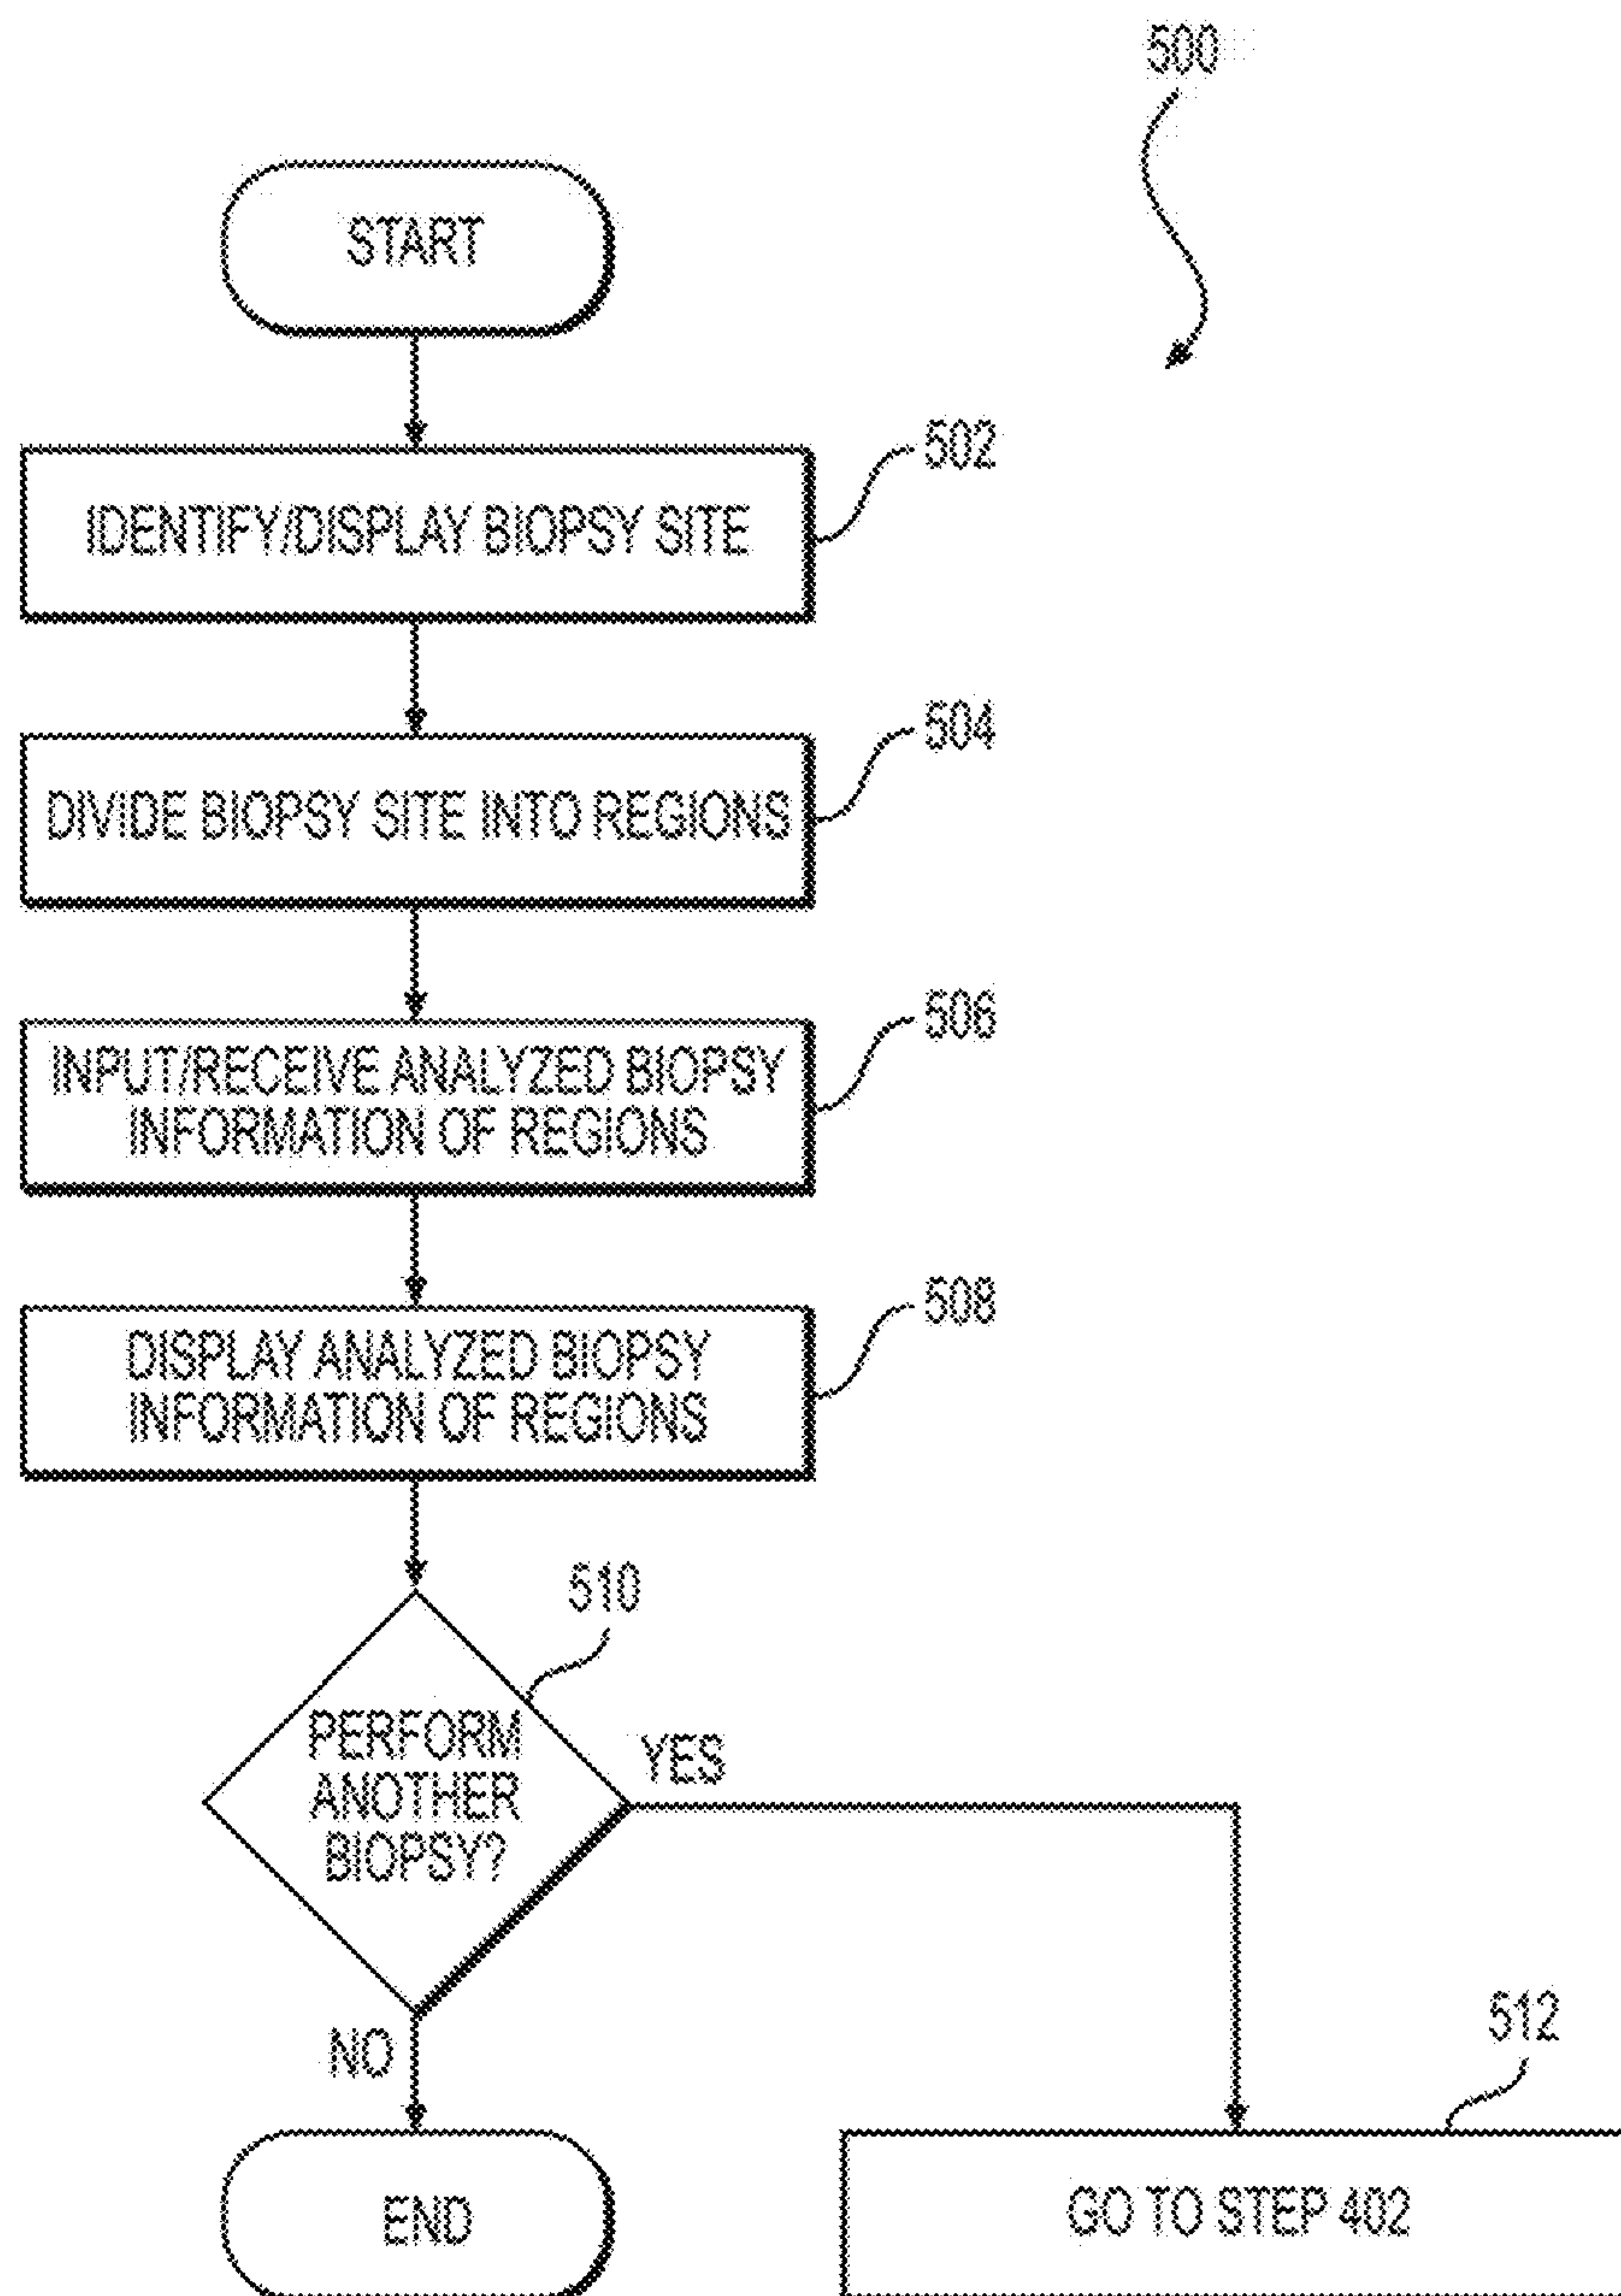 500
START
502
IDENTIFY/DISPLAY BIOPSY SITE
504
DIVIDE BIOPSY SITE INTO REGIONS
506
INPUT/RECEIVE ANALYZED BIOPSY
INFORMATION OF REGIONS
508
DISPLAY ANALYZED BIOPSY
INFORMATION OF REGIONS
510
PERFORM
ANOTHER
BIOPSY?
YES
NO
512
END
GO TO STEP 402